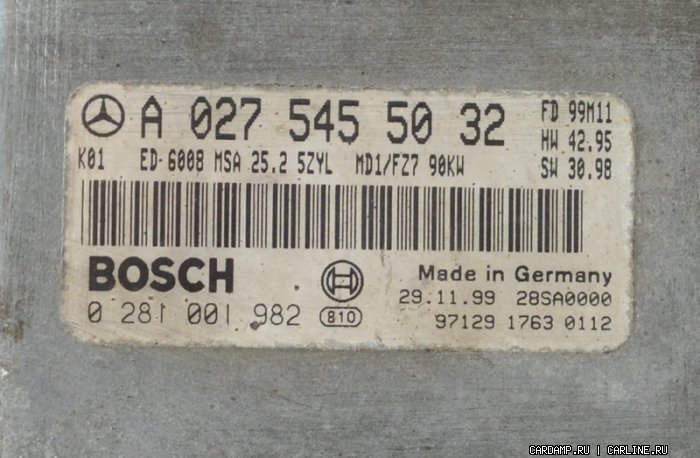 A 027 545 50 32 FD 99M11
HW 42.95
K01 ED-6008 MSA 25.2 5ZYL MD1/FZ7 90KW SW 30.98
BOSCH Made in Germany
29.11.99 28SA0000
0 281 001 982 810 97129 1763 0112
CARDAMP.RU | CARLINE.RU